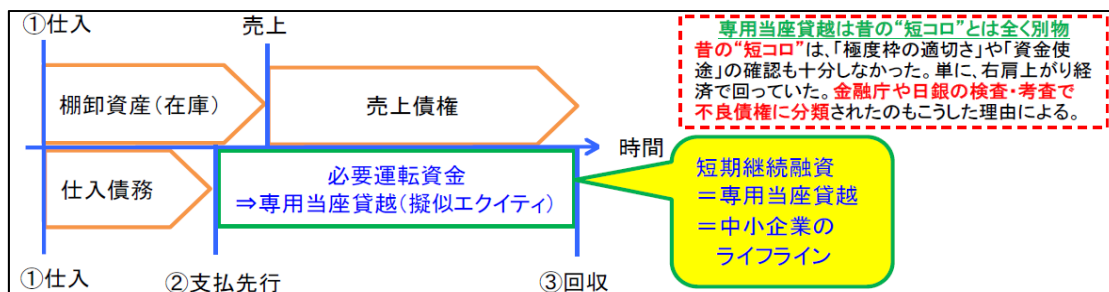 ①仕入
売上
専用当座貸越は昔の“短コロ”とは全く別物
昔の“短コロ”は、「極度枠の適切さ」や「資金使
途」の確認も十分しなかった。単に、右肩上がり経
済で回っていた。金融庁や日銀の検査・考査で
不良債権に分類されたのもこうした理由による。
棚卸資産(在庫)
売上債権
時間
仕入債務
必要運転資金
⇒専用当座貸越(擬似エクイティ)
短期継続融資
＝専用当座貸越
＝中小企業の
ライフライン
①仕入
②支払先行
③回収